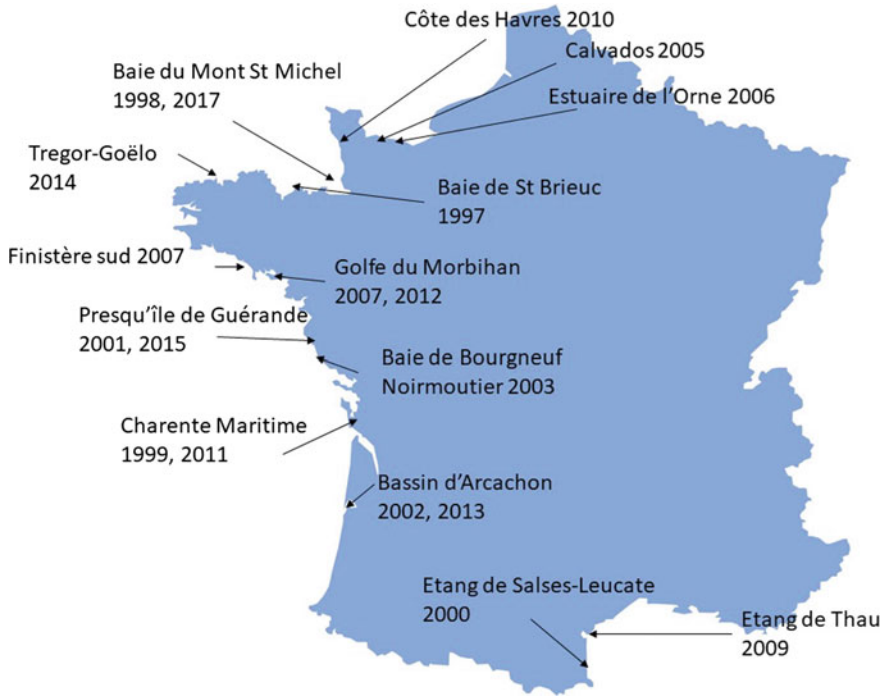 Côte des Havres 2010
Calvados 2005
Baie du Mont St Michel
1998, 2017
Estuaire de l’Orne 2006
Tregor-Goëlo
2014
Baie de St Brieuc
1997
Finistère sud 2007
Golfe du Morbihan
2007, 2012
Presqu’île de Guérande
2001, 2015
Baie de Bourgneuf
Noirmoutier 2003
Charente Maritime
1999, 2011
Bassin d’Arcachon
2002, 2013
Etang de Salses-Leucate
2000
Etang de Thau
2009